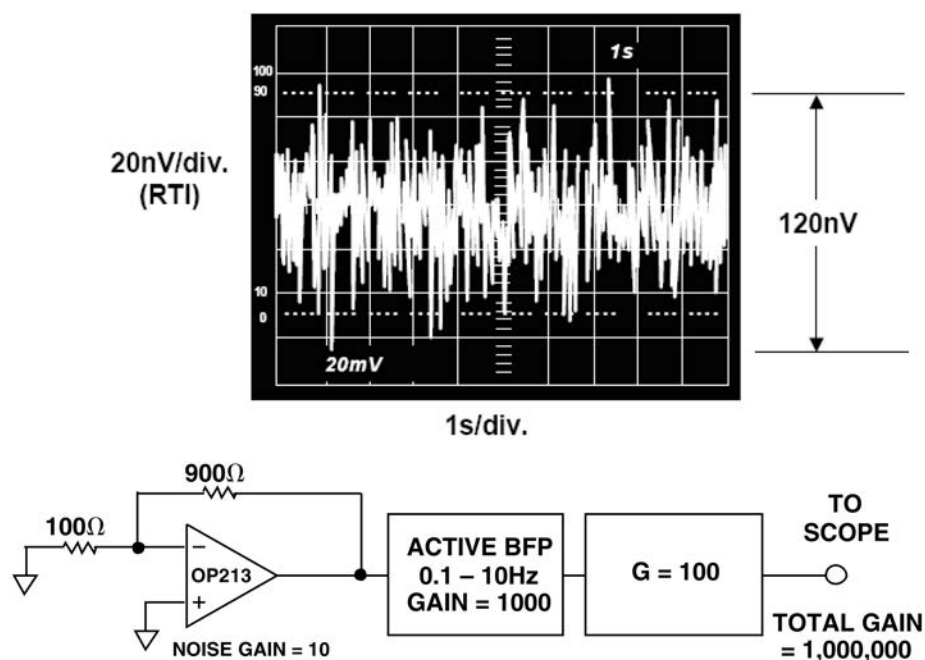 1s
100
90
20nV/div.
(RTI)
120nV
10
0
20mV
1s/div.
900Ω
100Ω
–
OP213
+
NOISE GAIN = 10
ACTIVE BFP
0.1 – 10Hz
GAIN = 1000
G = 100
TO
SCOPE
TOTAL GAIN
= 1,000,000